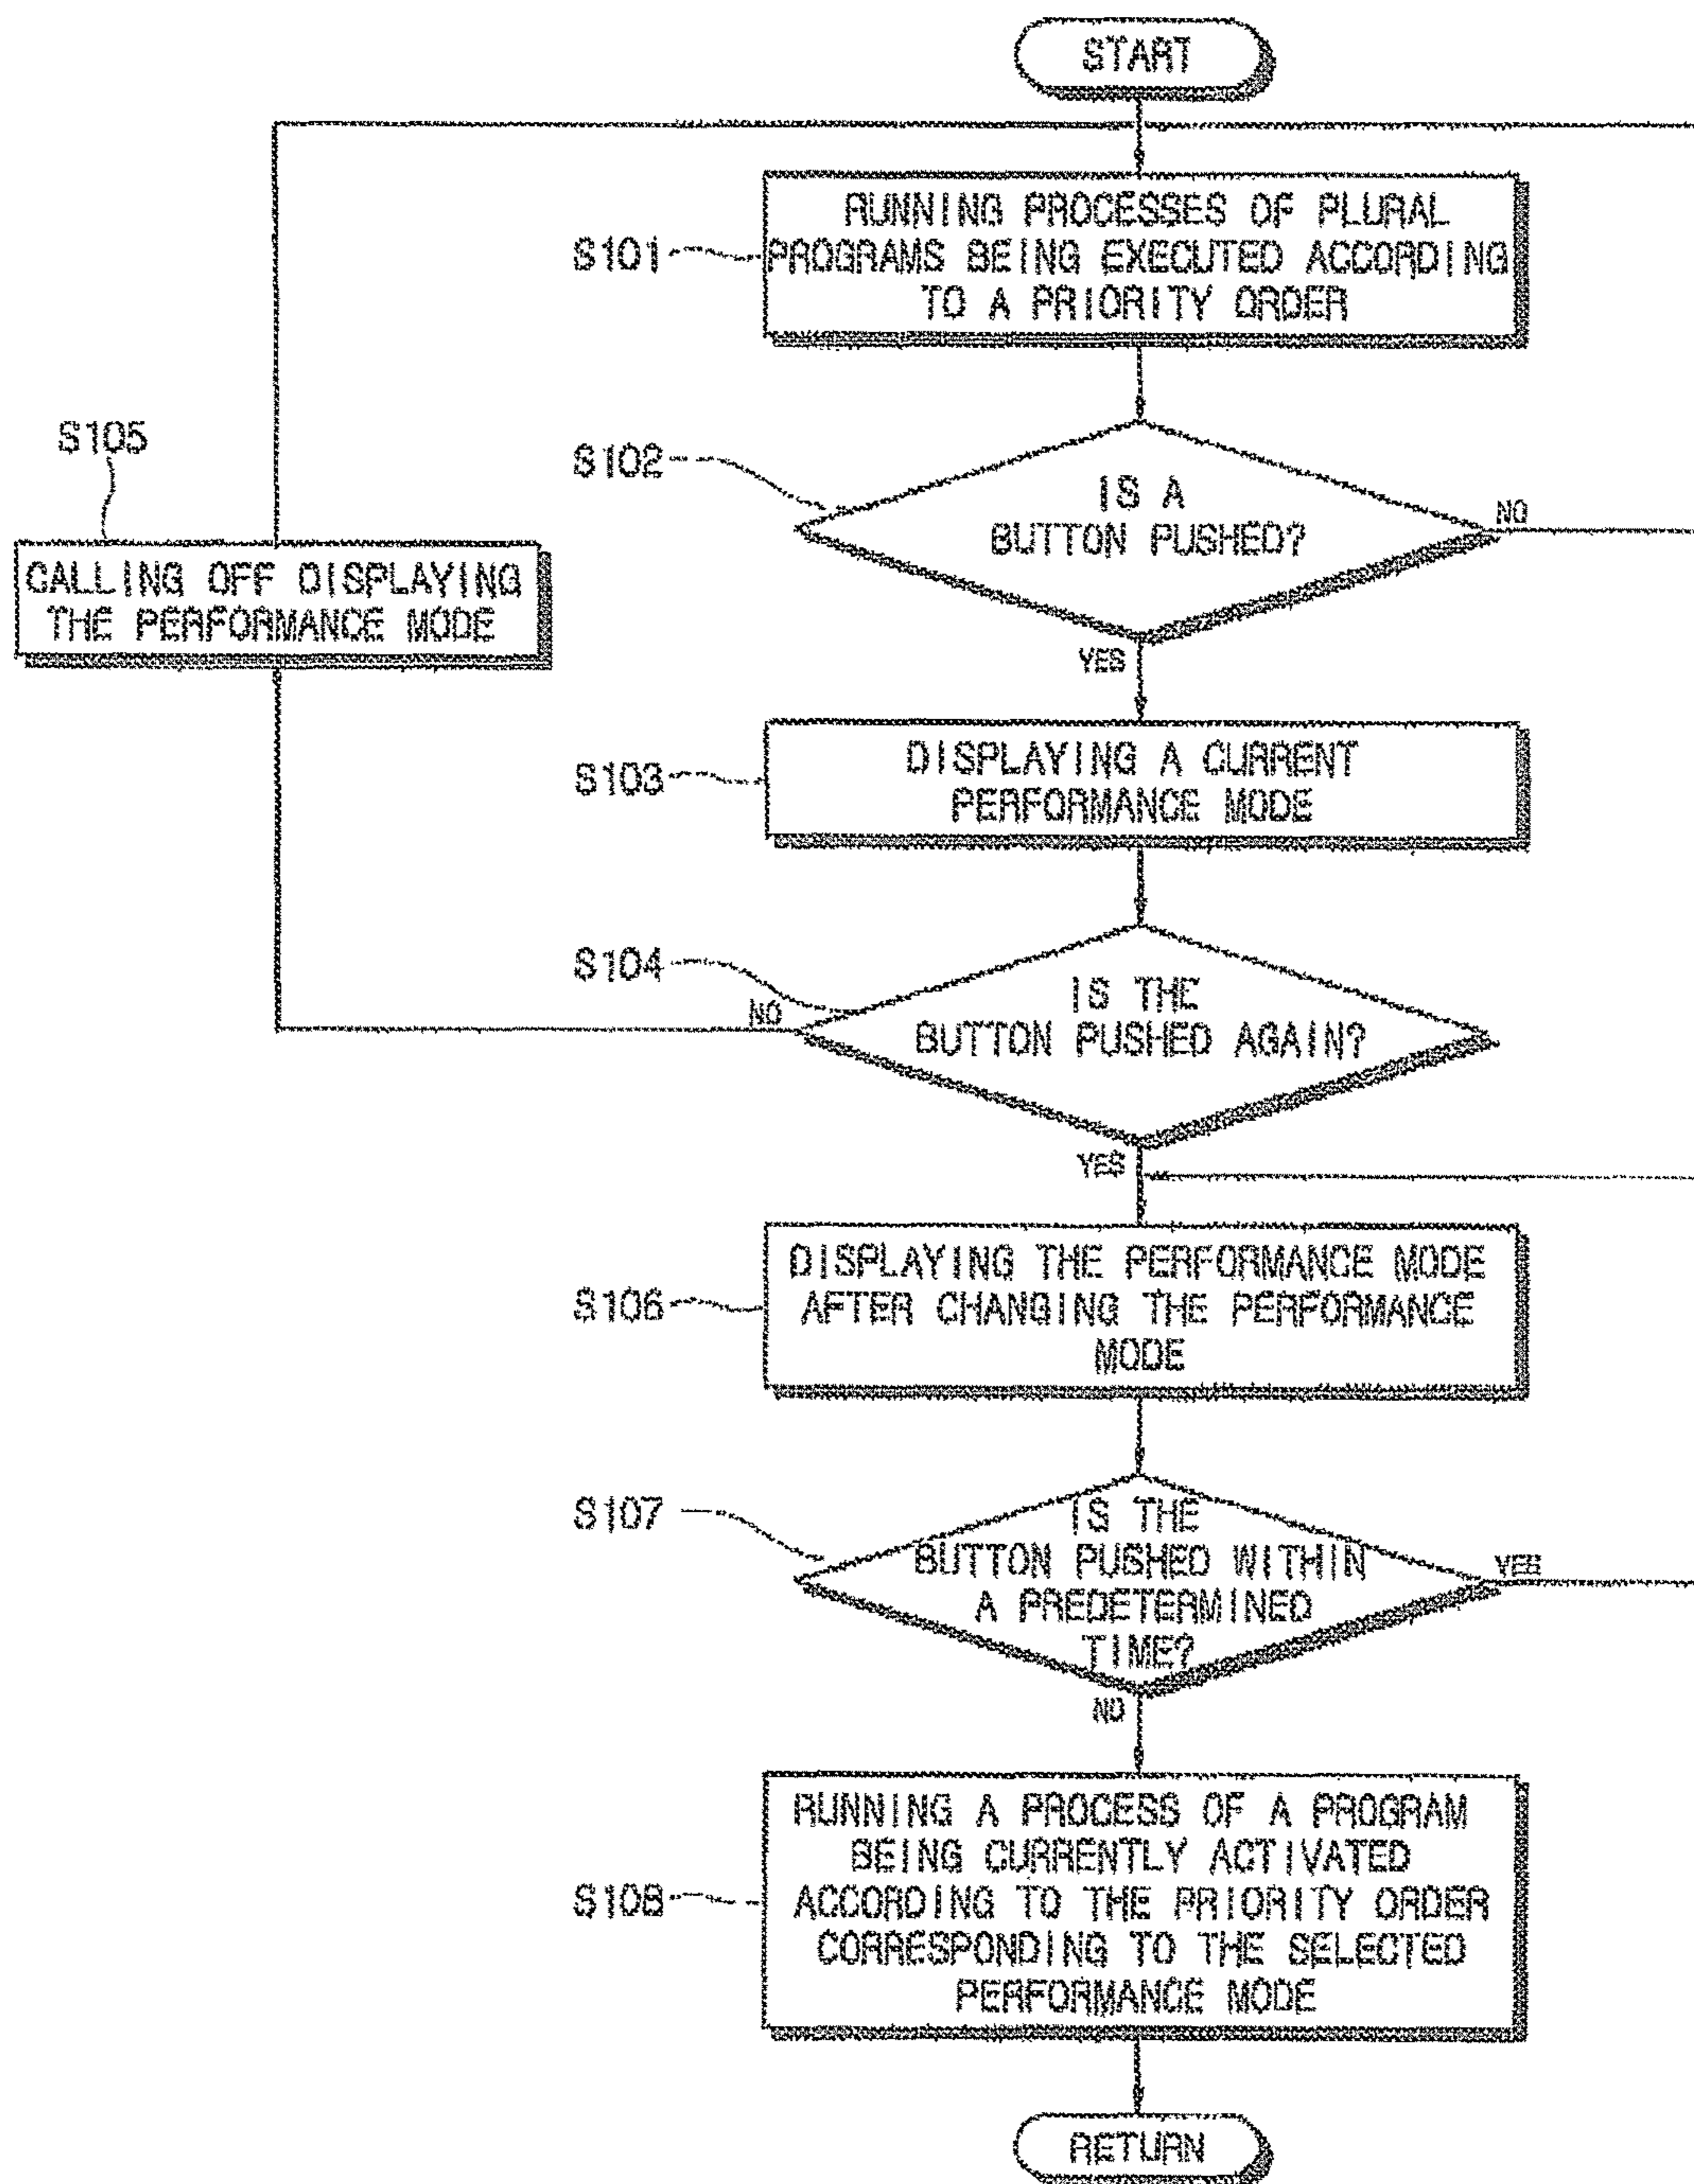 START
RUNNING PROCESSES OF PLURAL
PROGRAMS BEING EXECUTED ACCORDING
TO A PRIORITY ORDER
S101
S102
IS A
BUTTON PUSHED?
NO
YES
S105
CALLING OFF DISPLAYING
THE PERFORMANCE MODE
S103
DISPLAYING A CURRENT
PERFORMANCE MODE
S104
IS THE
BUTTON PUSHED AGAIN?
NO
YES
S106
DISPLAYING THE PERFORMANCE MODE
AFTER CHANGING THE PERFORMANCE
MODE
S107
IS THE
BUTTON PUSHED WITHIN
A PREDETERMINED
TIME?
YES
NO
S108
RUNNING A PROCESS OF A PROGRAM
BEING CURRENTLY ACTIVATED
ACCORDING TO THE PRIORITY ORDER
CORRESPONDING TO THE SELECTED
PERFORMANCE MODE
RETURN